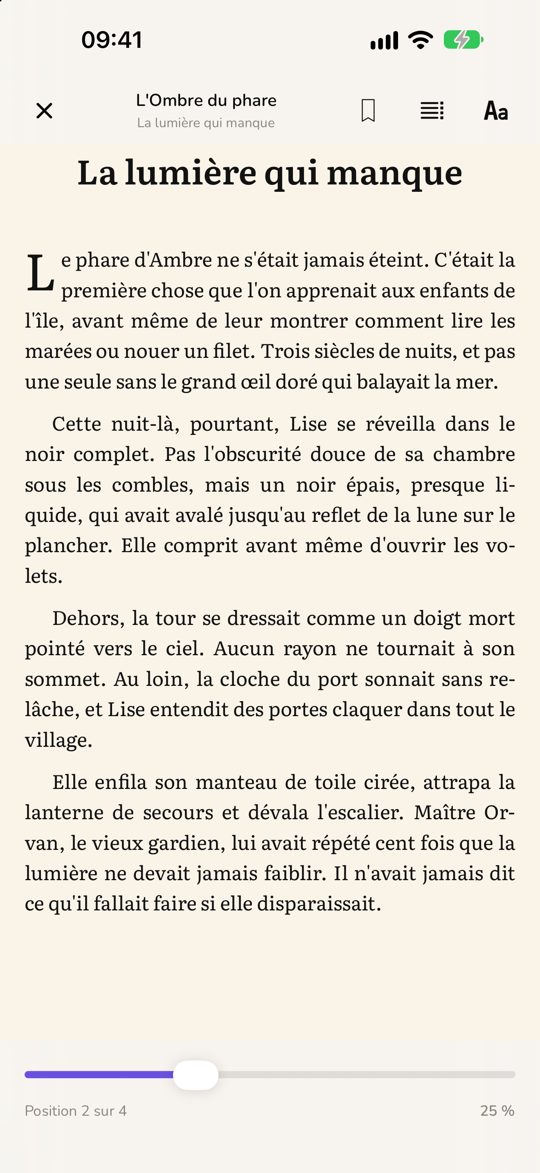 09:41
L'Ombre du phare
La lumière qui manque
Aa
La lumière qui manque
Le phare d'Ambre ne s'était jamais éteint. C'était la
première chose que l'on apprenait aux enfants de
l'île, avant même de leur montrer comment lire les
marées ou nouer un filet. Trois siècles de nuits, et pas
une seule sans le grand œil doré qui balayait la mer.
Cette nuit-là, pourtant, Lise se réveilla dans le
noir complet. Pas l'obscurité douce de sa chambre
sous les combles, mais un noir épais, presque li-
quide, qui avait avalé jusqu'au reflet de la lune sur le
plancher. Elle comprit avant même d'ouvrir les vo-
lets.
Dehors, la tour se dressait comme un doigt mort
pointé vers le ciel. Aucun rayon ne tournait à son
sommet. Au loin, la cloche du port sonnait sans re-
lâche, et Lise entendit des portes claquer dans tout le
village.
Elle enfila son manteau de toile cirée, attrapa la
lanterne de secours et dévala l'escalier. Maître Or-
van, le vieux gardien, lui avait répété cent fois que la
lumière ne devait jamais faiblir. Il n'avait jamais dit
ce qu'il fallait faire si elle disparaissait.
Position 2 sur 4
25 %